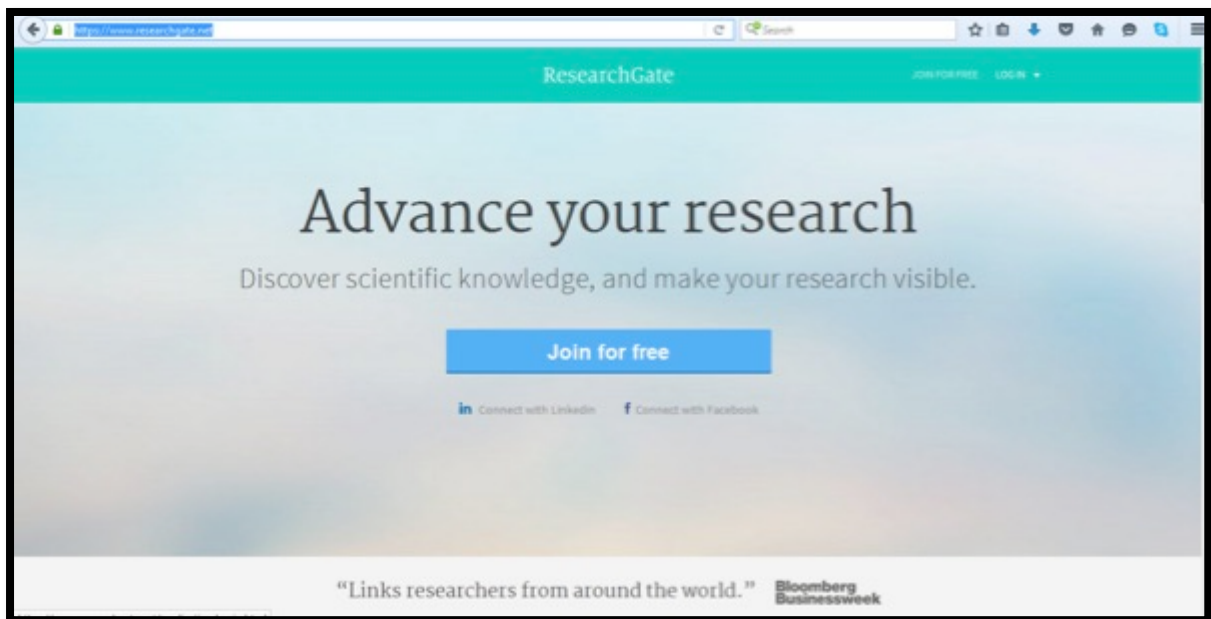 https://www.researchgate.net
Search
ResearchGate
JOIN FOR FREE LOG IN
Advance your research
Discover scientific knowledge, and make your research visible.
Join for free
in Connect with Linkedin f Connect with Facebook
“Links researchers from around the world.” Bloomberg
Businessweek